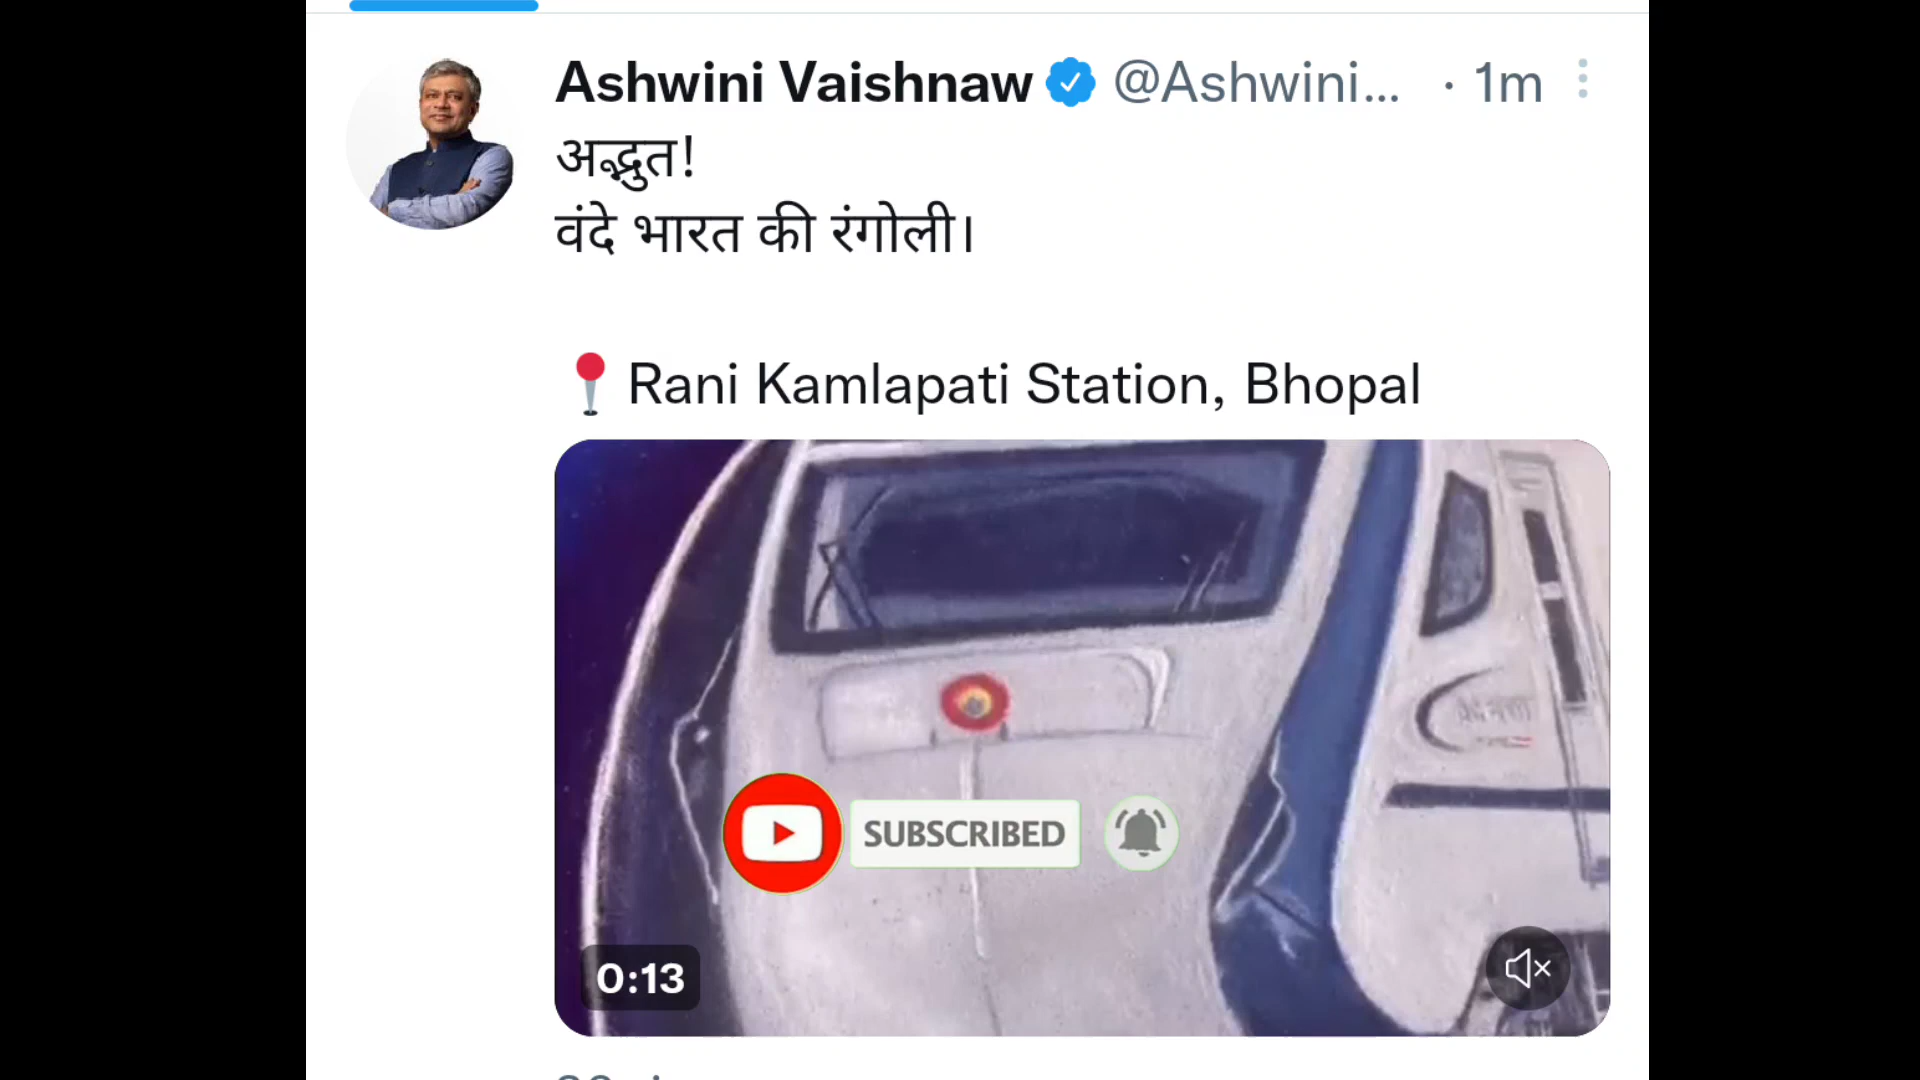 Ashwini Vaishnaw @Ashwini... · 1m
अद्भुत!
वंदे भारत की रंगोली।
Rani Kamlapati Station, Bhopal
SUBSCRIBED
0:13